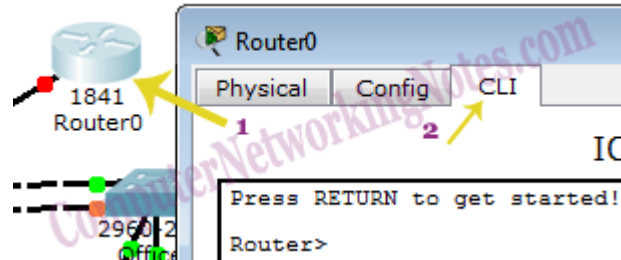 Router0
Physical
Config
CLI
1841
Router0
1
2
IO
Press RETURN to get started!
Router>
2960-2
Office
ComputerNetworkingNotes.com